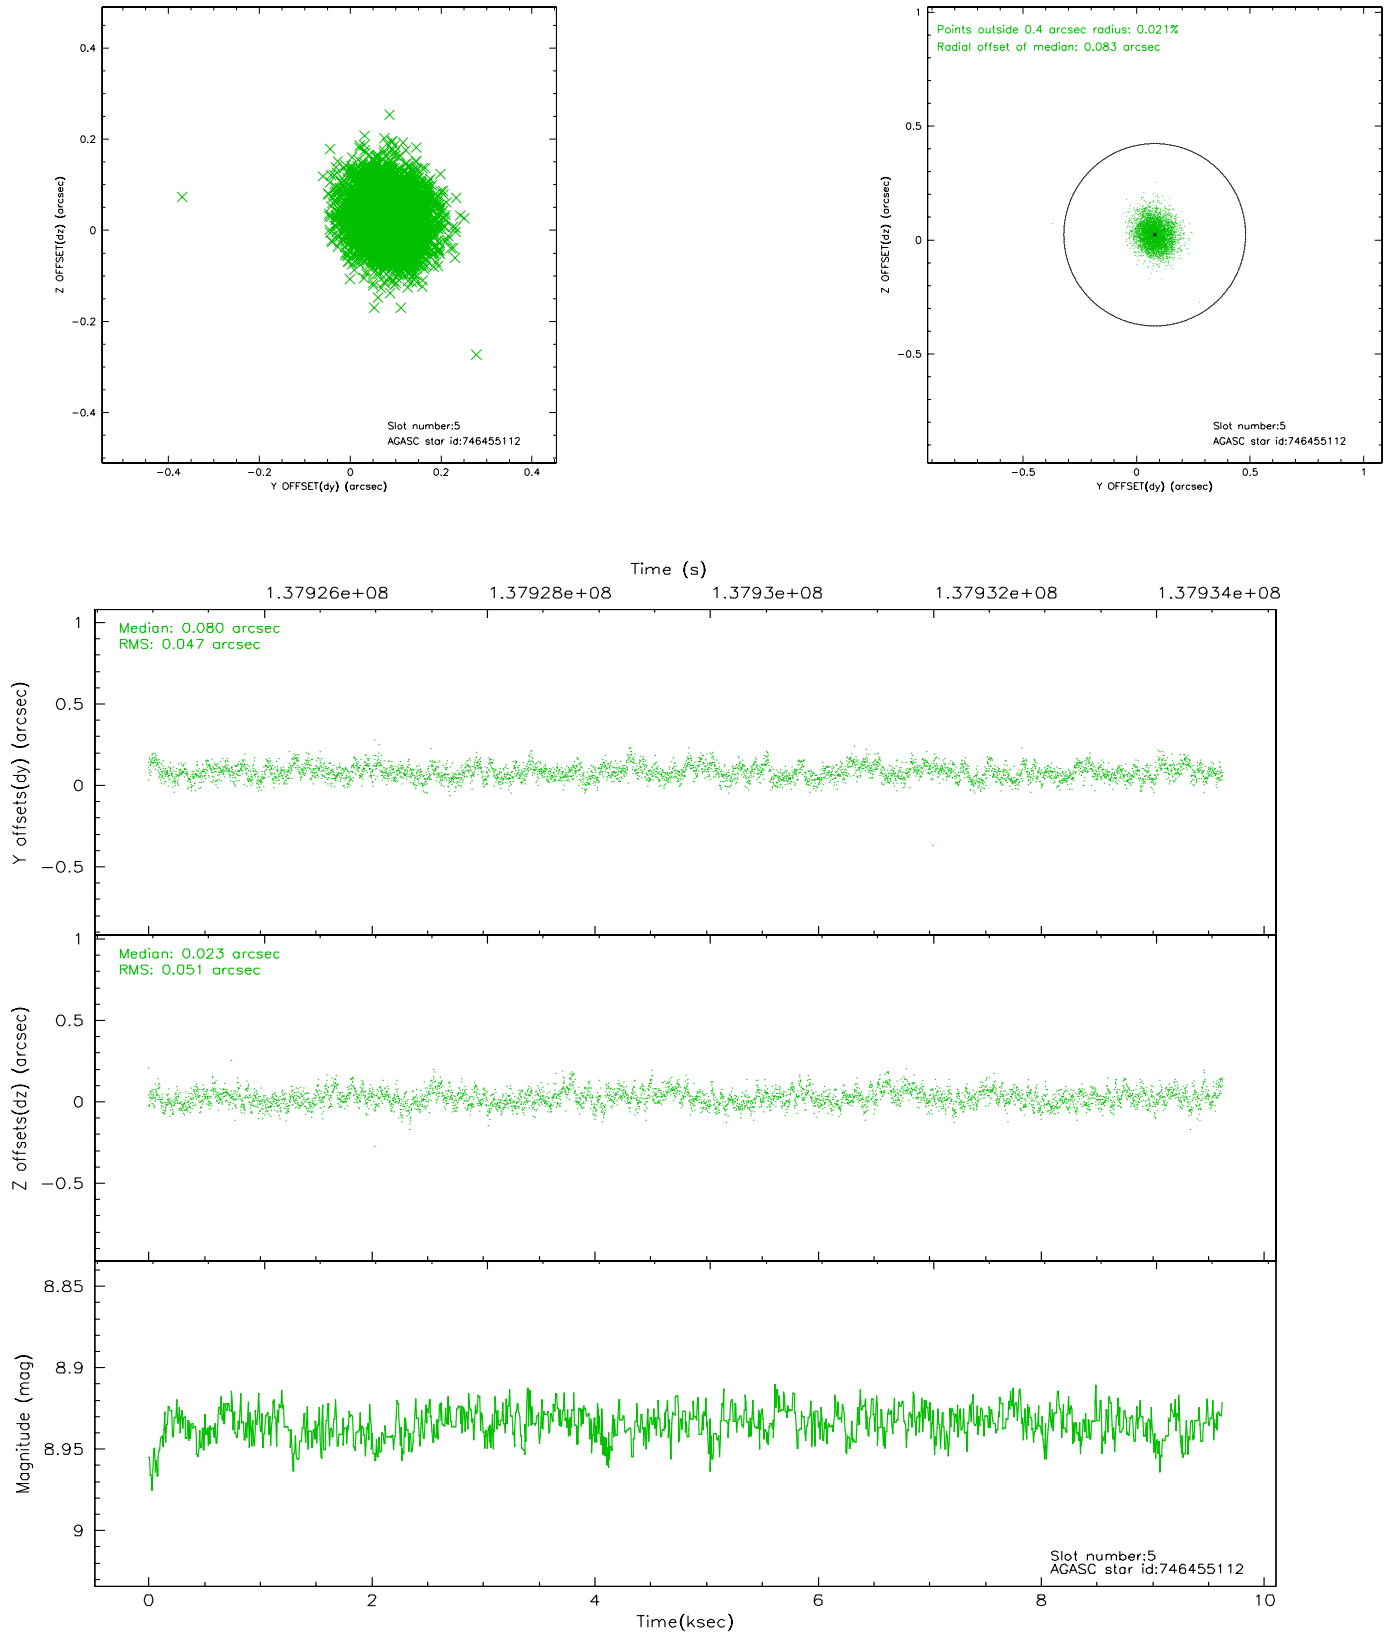 0.4
0.2
0
−0.2
−0.4
Z OFFSET(dz) (arcsec)
Slot number:5
AGASC star id:746455112
−0.4 −0.2 0 0.2 0.4
Y OFFSET(dy) (arcsec)
1
0.5
0
−0.5
Z OFFSET(dz) (arcsec)
Points outside 0.4 arcsec radius: 0.021%
Radial offset of median: 0.083 arcsec
Slot number:5
AGASC star id:746455112
−0.5 0 0.5 1
Y OFFSET(dy) (arcsec)
Time (s)
1.37926e+08 1.37928e+08 1.3793e+08 1.37932e+08 1.37934e+08
1
0.5
0
−0.5
Y offsets(dy) (arcsec)
Median: 0.080 arcsec
RMS: 0.047 arcsec
1
0.5
0
−0.5
Z offsets(dz) (arcsec)
Median: 0.023 arcsec
RMS: 0.051 arcsec
8.85
8.9
8.95
9
Magnitude (mag)
Slot number:5
AGASC star id:746455112
0 2 4 6 8 10
Time(ksec)